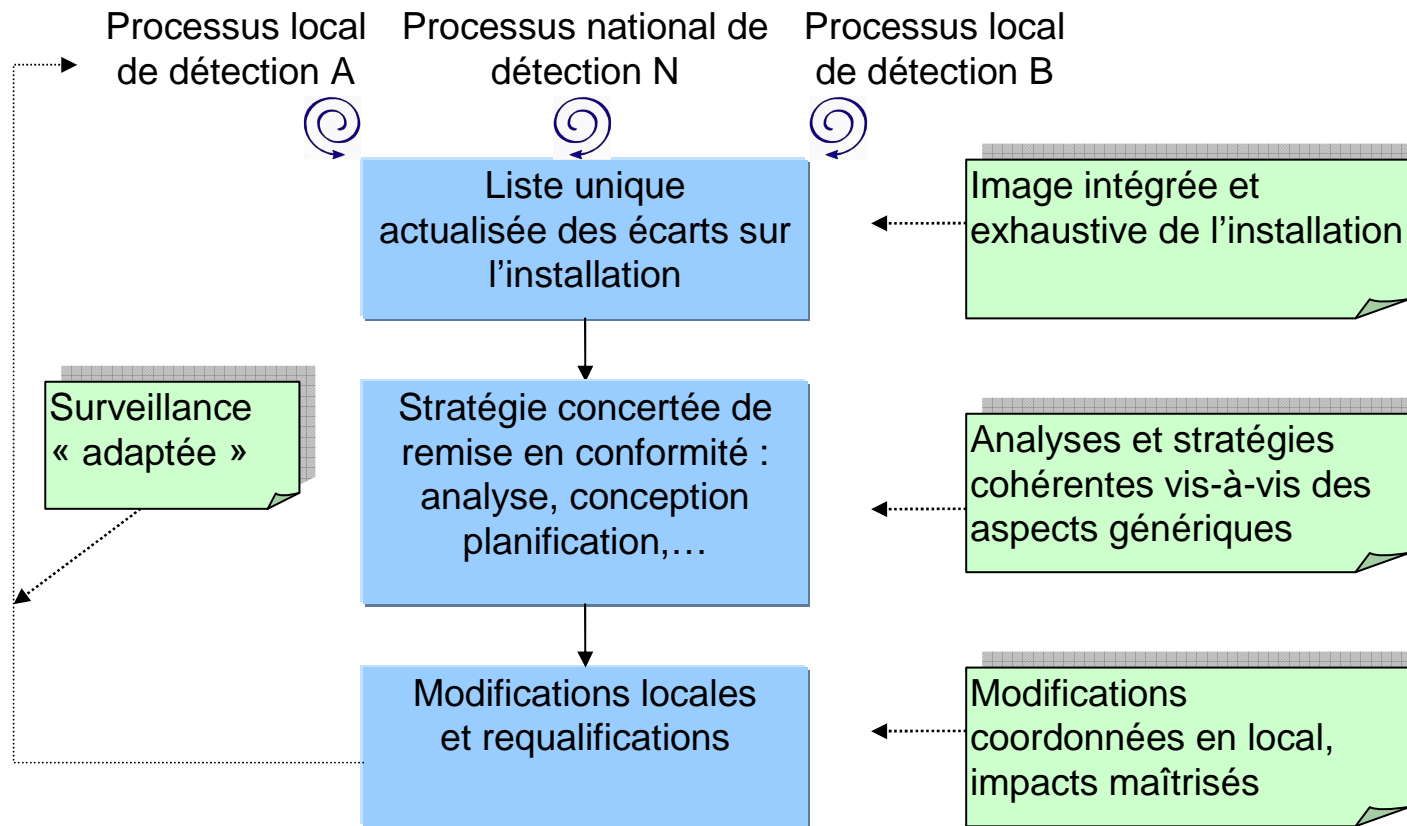 Processus local
de détection A
Processus national de
détection N
Processus local
de détection B
Liste unique
actualisée des écarts sur
l’installation
Image intégrée et
exhaustive de l’installation
Surveillance
« adaptée »
Stratégie concertée de
remise en conformité :
analyse, conception
planification,…
Analyses et stratégies
cohérentes vis-à-vis des
aspects génériques
Modifications locales
et requalifications
Modifications
coordonnées en local,
impacts maîtrisés